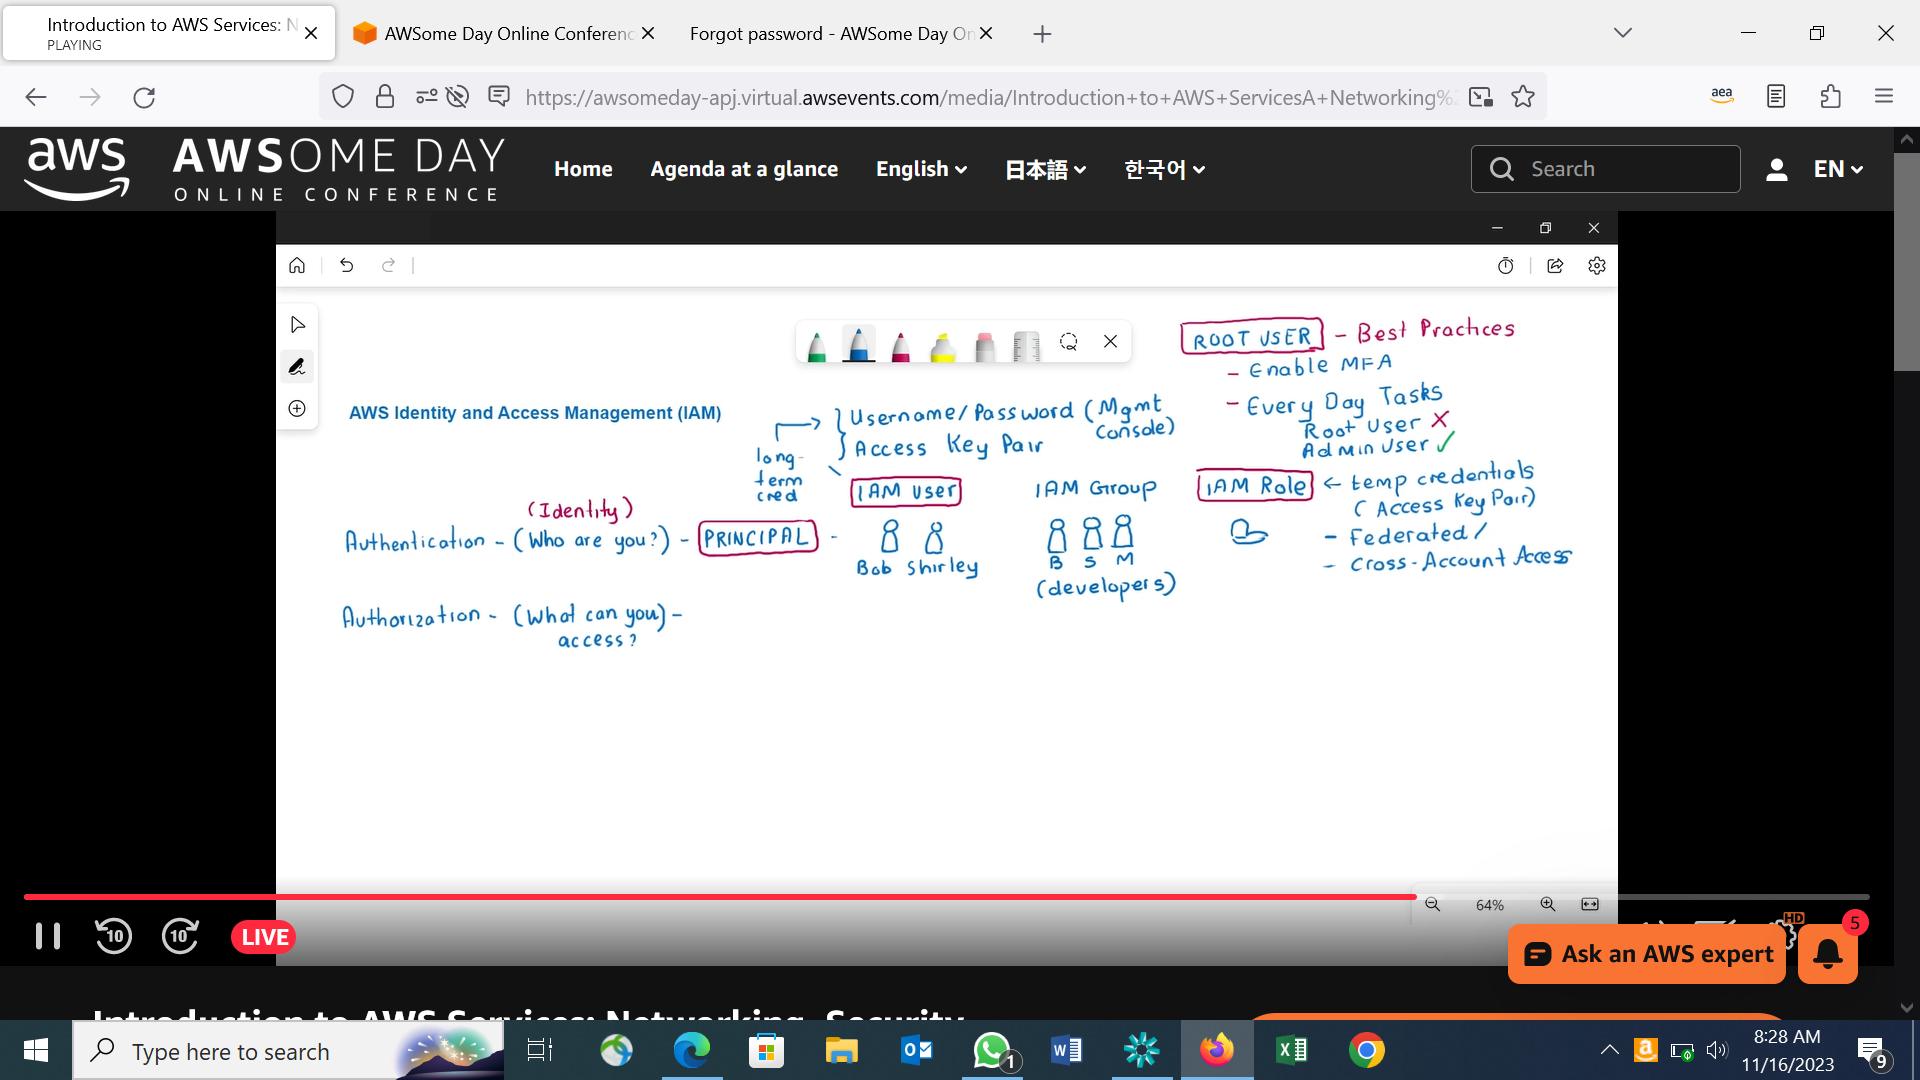 Introduction to AWS Services: N
PLAYING
AWSome Day Online Conferenc
Forgot password - AWSome Day On
https://awsomeday-apj.virtual.awsevents.com/media/Introduction+to+AWS+ServicesA+Networking%2
aea
aws
AWSOME DAY
ONLINE CONFERENCE
Home
Agenda at a glance
English
日本語
한국어
Search
EN
ROOT USER - Best Practices
- Enable MFA
- Every Day Tasks
Root User X
Admin User ✓
AWS Identity and Access Management (IAM)
Username/Password (Mgmt Console)
Access Key Pair
long-
term
cred
IAM User
IAM Group
IAM Role ← temp credentials
(Access Key Pair)
- Federated/
- Cross-Account Access
(Identity)
Authentication - (Who are you?) - PRINCIPAL -
Bob Shirley
B S M
(developers)
Authorization - (What can you) -
access?
64%
10
10
LIVE
HD
5
Ask an AWS expert
Introduction to AWS Services: Networking, Security
Type here to search
1
8:28 AM
11/16/2023
9